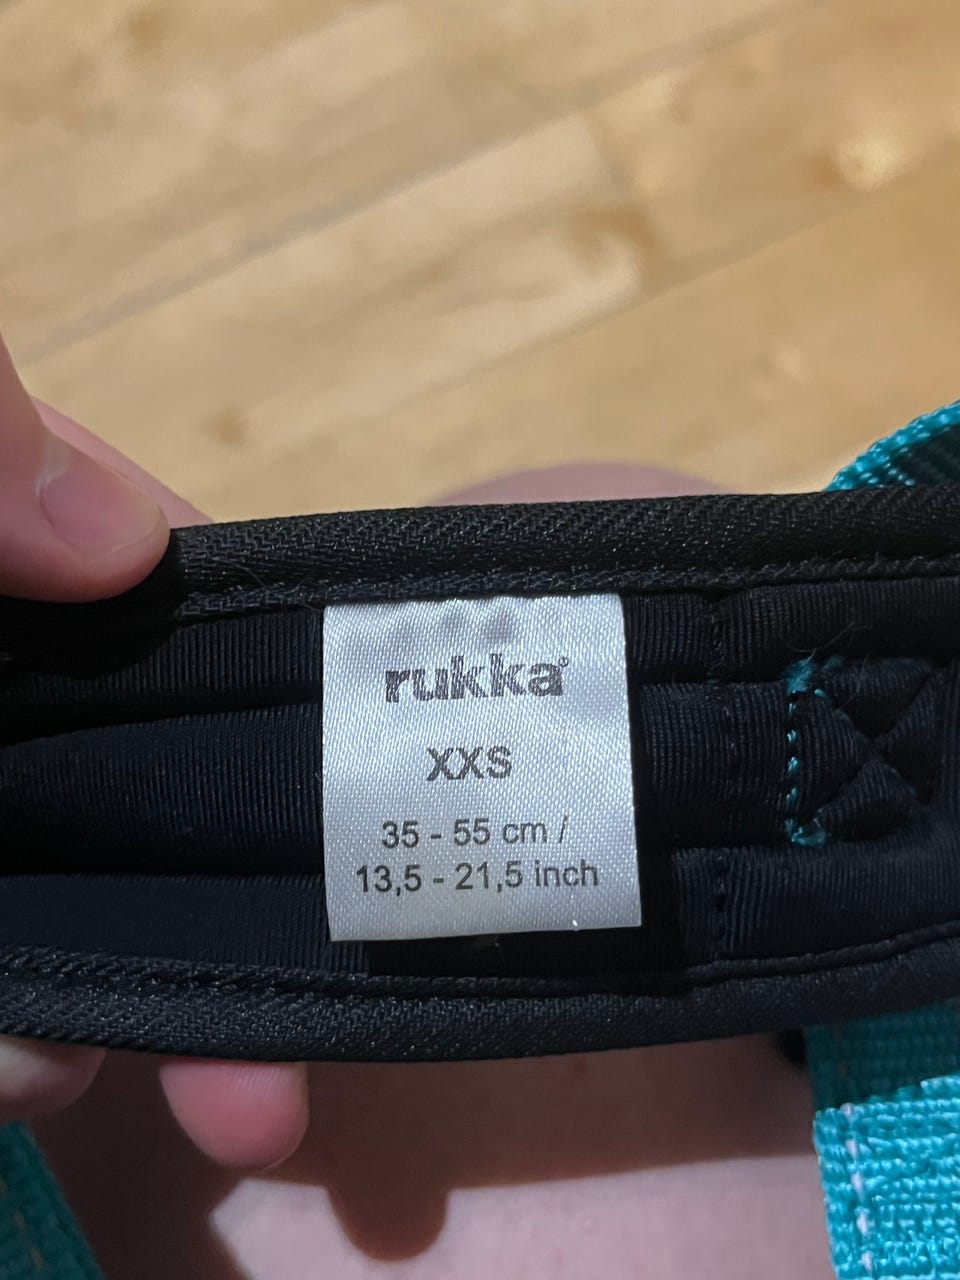 rukka®
XXS
35 - 55 cm /
13,5 - 21,5 inch